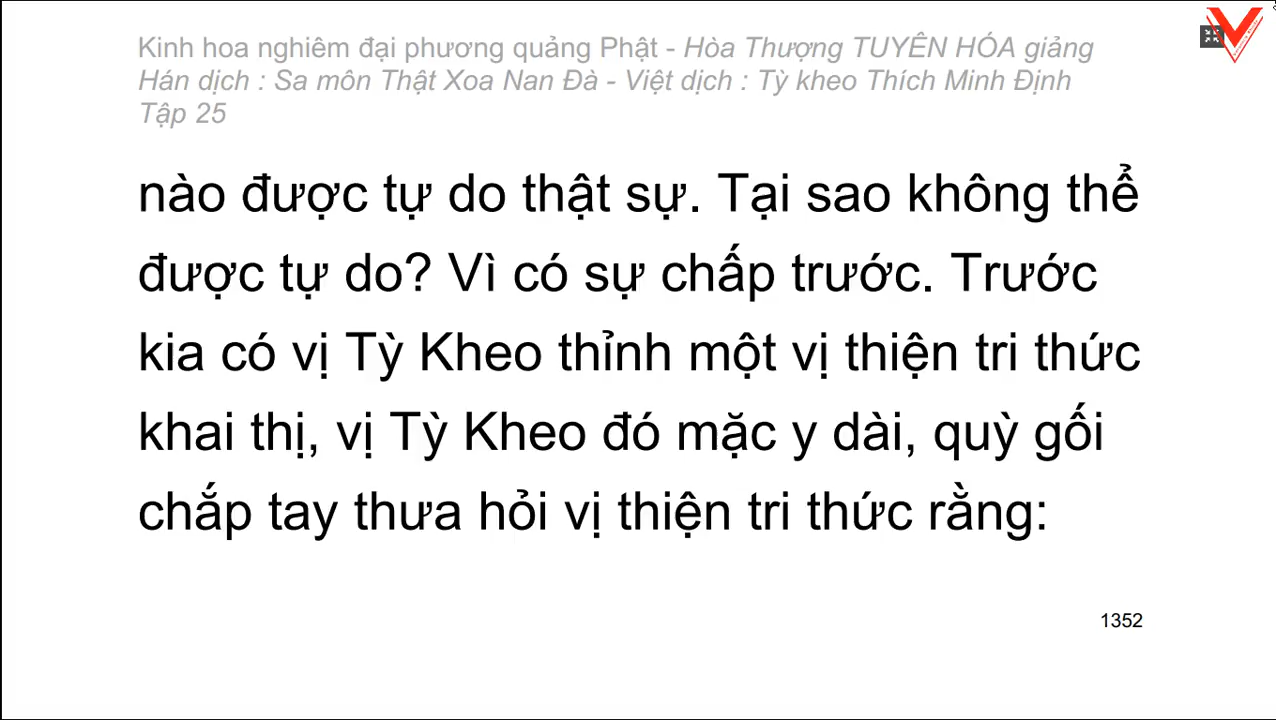 Kinh hoa nghiêm đại phương quảng Phật - Hòa Thượng TUYÊN HÓA giảng
Hán dịch : Sa môn Thật Xoa Nan Đà - Việt dịch : Tỳ kheo Thích Minh Định
Tập 25
nào được tự do thật sự. Tại sao không thể
được tự do? Vì có sự chấp trước. Trước
kia có vị Tỳ Kheo thỉnh một vị thiện tri thức
khai thị, vị Tỳ Kheo đó mặc y dài, quỳ gối
chắp tay thưa hỏi vị thiện tri thức rằng:
1352